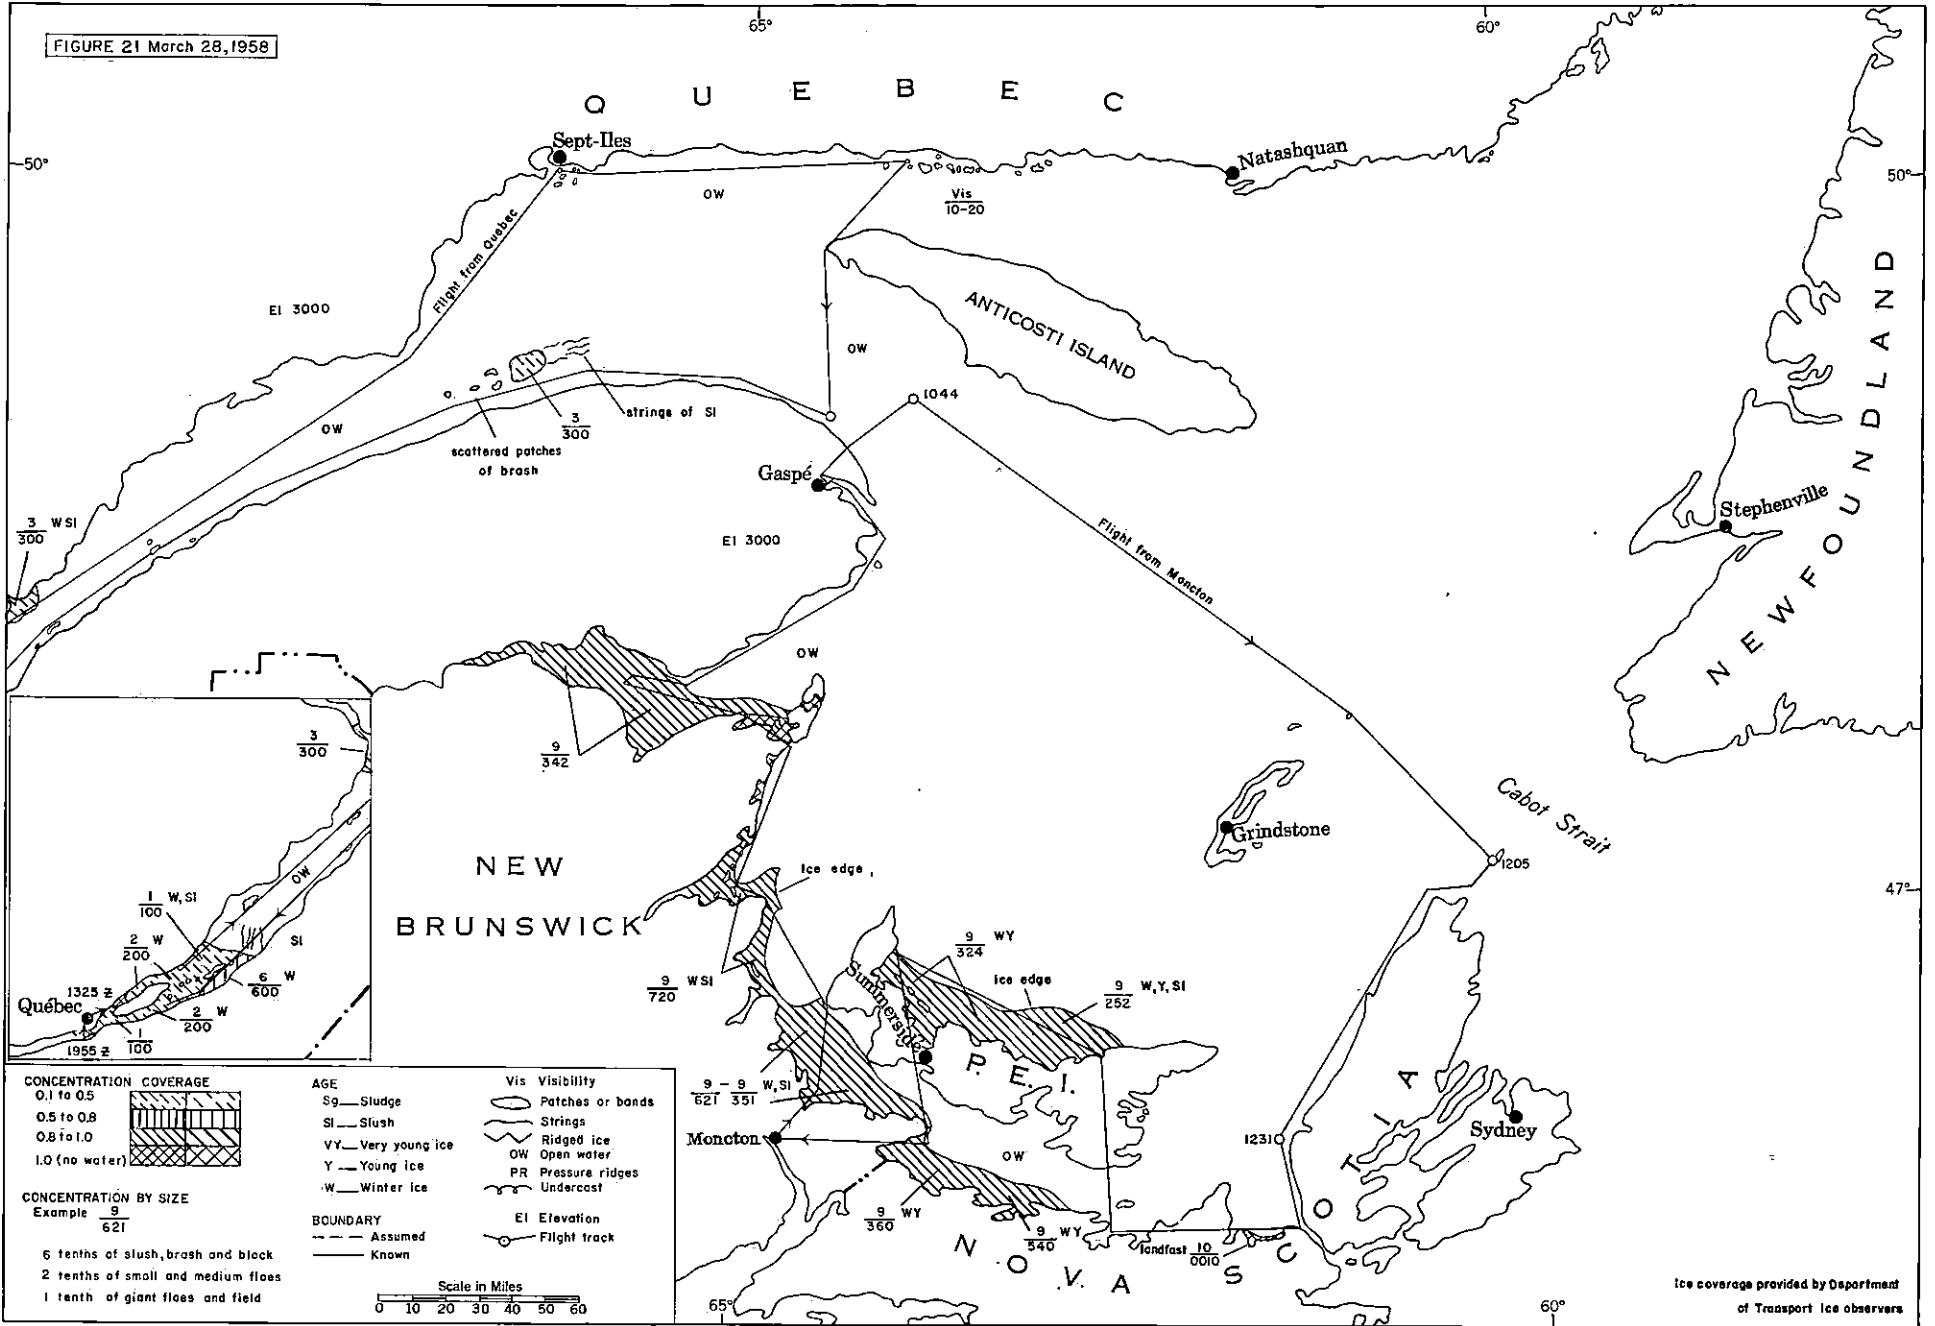 65°
60°
FIGURE 21 March 28,1958
QUEBEC
Sept-Iles
50°
Natashquan
50°
OW
Vis
10-20
Flight from Quebec
El 3000
ANTICOSTI ISLAND
OW
NEWFOUNDLAND
1044
strings of Sl
3
300
OW
scattered patches
of brash
Gaspé
Stephenville
3 W Sl
300
El 3000
Flight from Moncton
OW
9
342
3
300
Cabot Strait
Grindstone
1205
NEW
BRUNSWICK
Ice edge
47°
OW
1 W, Sl
100
2 W
200
Sl
6 W
600
1325 Z
Québec
2 W
200
1
100
1955 Z
9 W Sl
720
Summerside
9 WY
324
Ice edge
9 W,Y,Sl
252
P. E. I.
9 – 9 W,Sl
621 351
Moncton
OW
1231
Sydney
9 WY
360
9 WY
540
landfast 10
0010
NOVA SCOTIA
CONCENTRATION COVERAGE
0.1 to 0.5
0.5 to 0.8
0.8 to 1.0
1.0 (no water)
CONCENTRATION BY SIZE
Example 9
621
6 tenths of slush, brash and block
2 tenths of small and medium floes
1 tenth of giant floes and field
AGE
Sg Sludge
Sl Slush
VY Very young ice
Y Young ice
W Winter ice
BOUNDARY
Assumed
Known
Vis Visibility
Patches or bands
Strings
Ridged ice
OW Open water
PR Pressure ridges
Undercast
El Elevation
Flight track
Scale in Miles
0 10 20 30 40 50 60
65°
60°
Ice coverage provided by Department
of Transport Ice observers